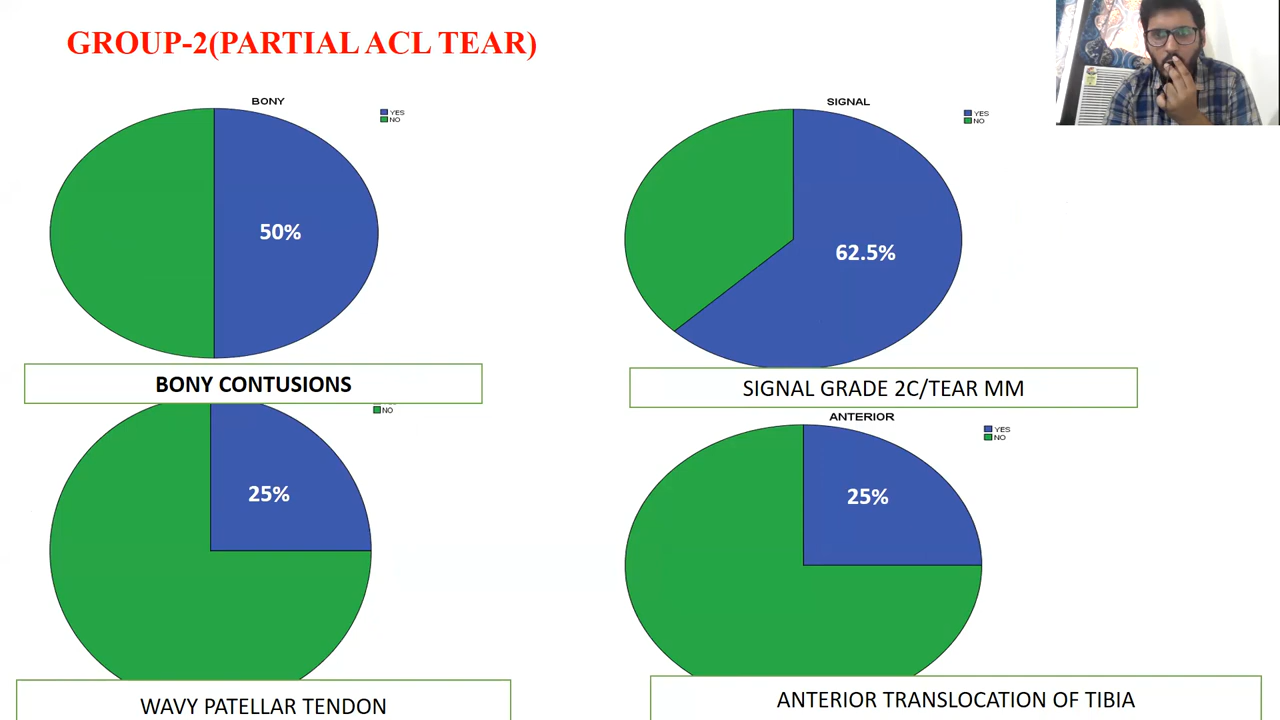 GROUP-2(PARTIAL ACL TEAR)
BONY
YES
NO
50%
BONY CONTUSIONS
SIGNAL
YES
NO
62.5%
SIGNAL GRADE 2C/TEAR MM
NO
25%
WAVY PATELLAR TENDON
ANTERIOR
YES
NO
25%
ANTERIOR TRANSLOCATION OF TIBIA